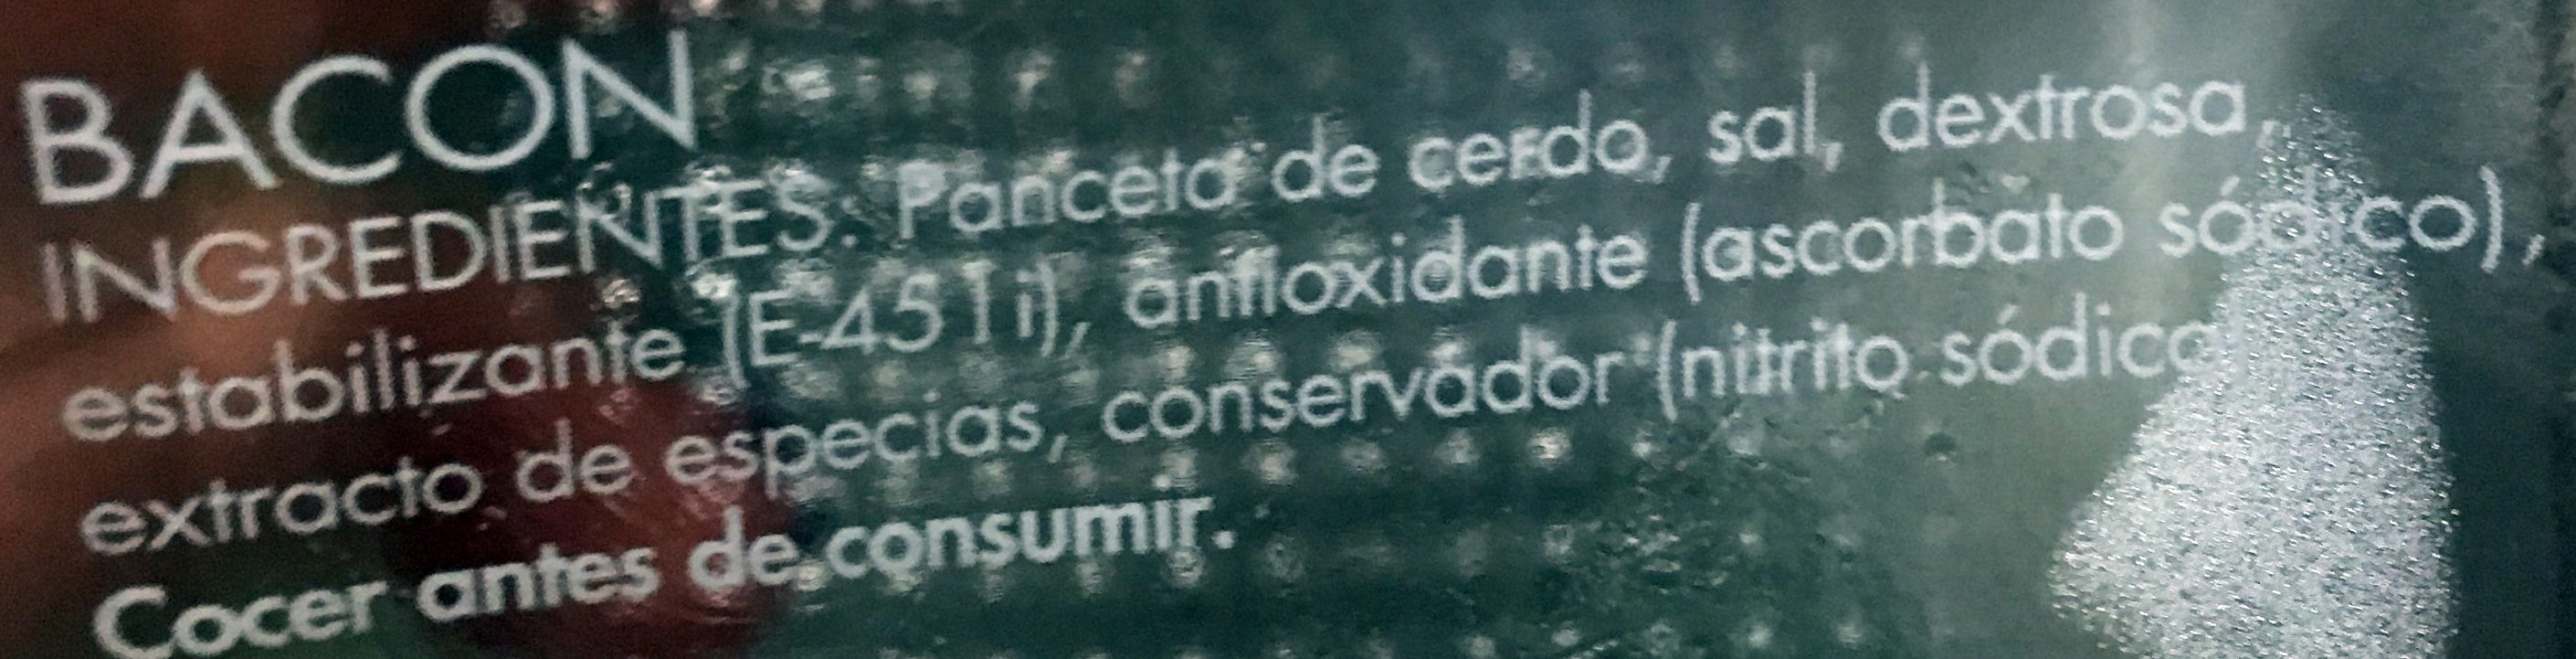 BACON
INGREDIENTES: Panceta de cerdo, sal, dextrosa,
estabilizante (E-451i), antioxidante (ascorbato sódico),
extracto de especias, conservador (nitrito sódico)
Cocer antes de consumir.